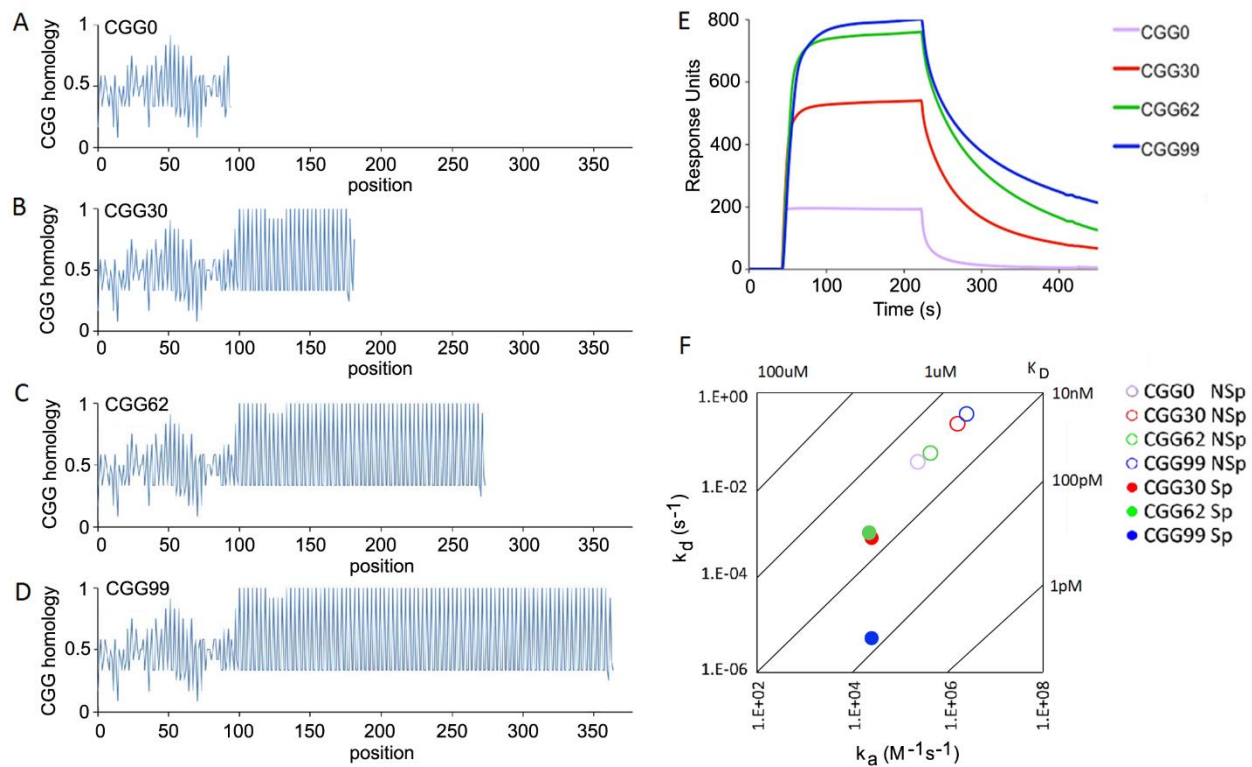 A
CGG0
CGG homology
1
0.5
0
0 50 100 150 200 250 300 350
position
B
CGG30
CGG homology
1
0.5
0
0 50 100 150 200 250 300 350
position
C
CGG62
CGG homology
1
0.5
0
0 50 100 150 200 250 300 350
position
D
CGG99
CGG homology
1
0.5
0
0 50 100 150 200 250 300 350
position
E
Response Units
800
600
400
200
0
0 100 200 300 400
Time (s)
CGG0
CGG30
CGG62
CGG99
F
100uM 1uM KD
10nM
100pM
1pM
kd (s-1)
1.E+00
1.E-02
1.E-04
1.E-06
1.E+02 1.E+04 1.E+06 1.E+08
ka (M-1s-1)
CGG0 NSp
CGG30 NSp
CGG62 NSp
CGG99 NSp
CGG30 Sp
CGG62 Sp
CGG99 Sp